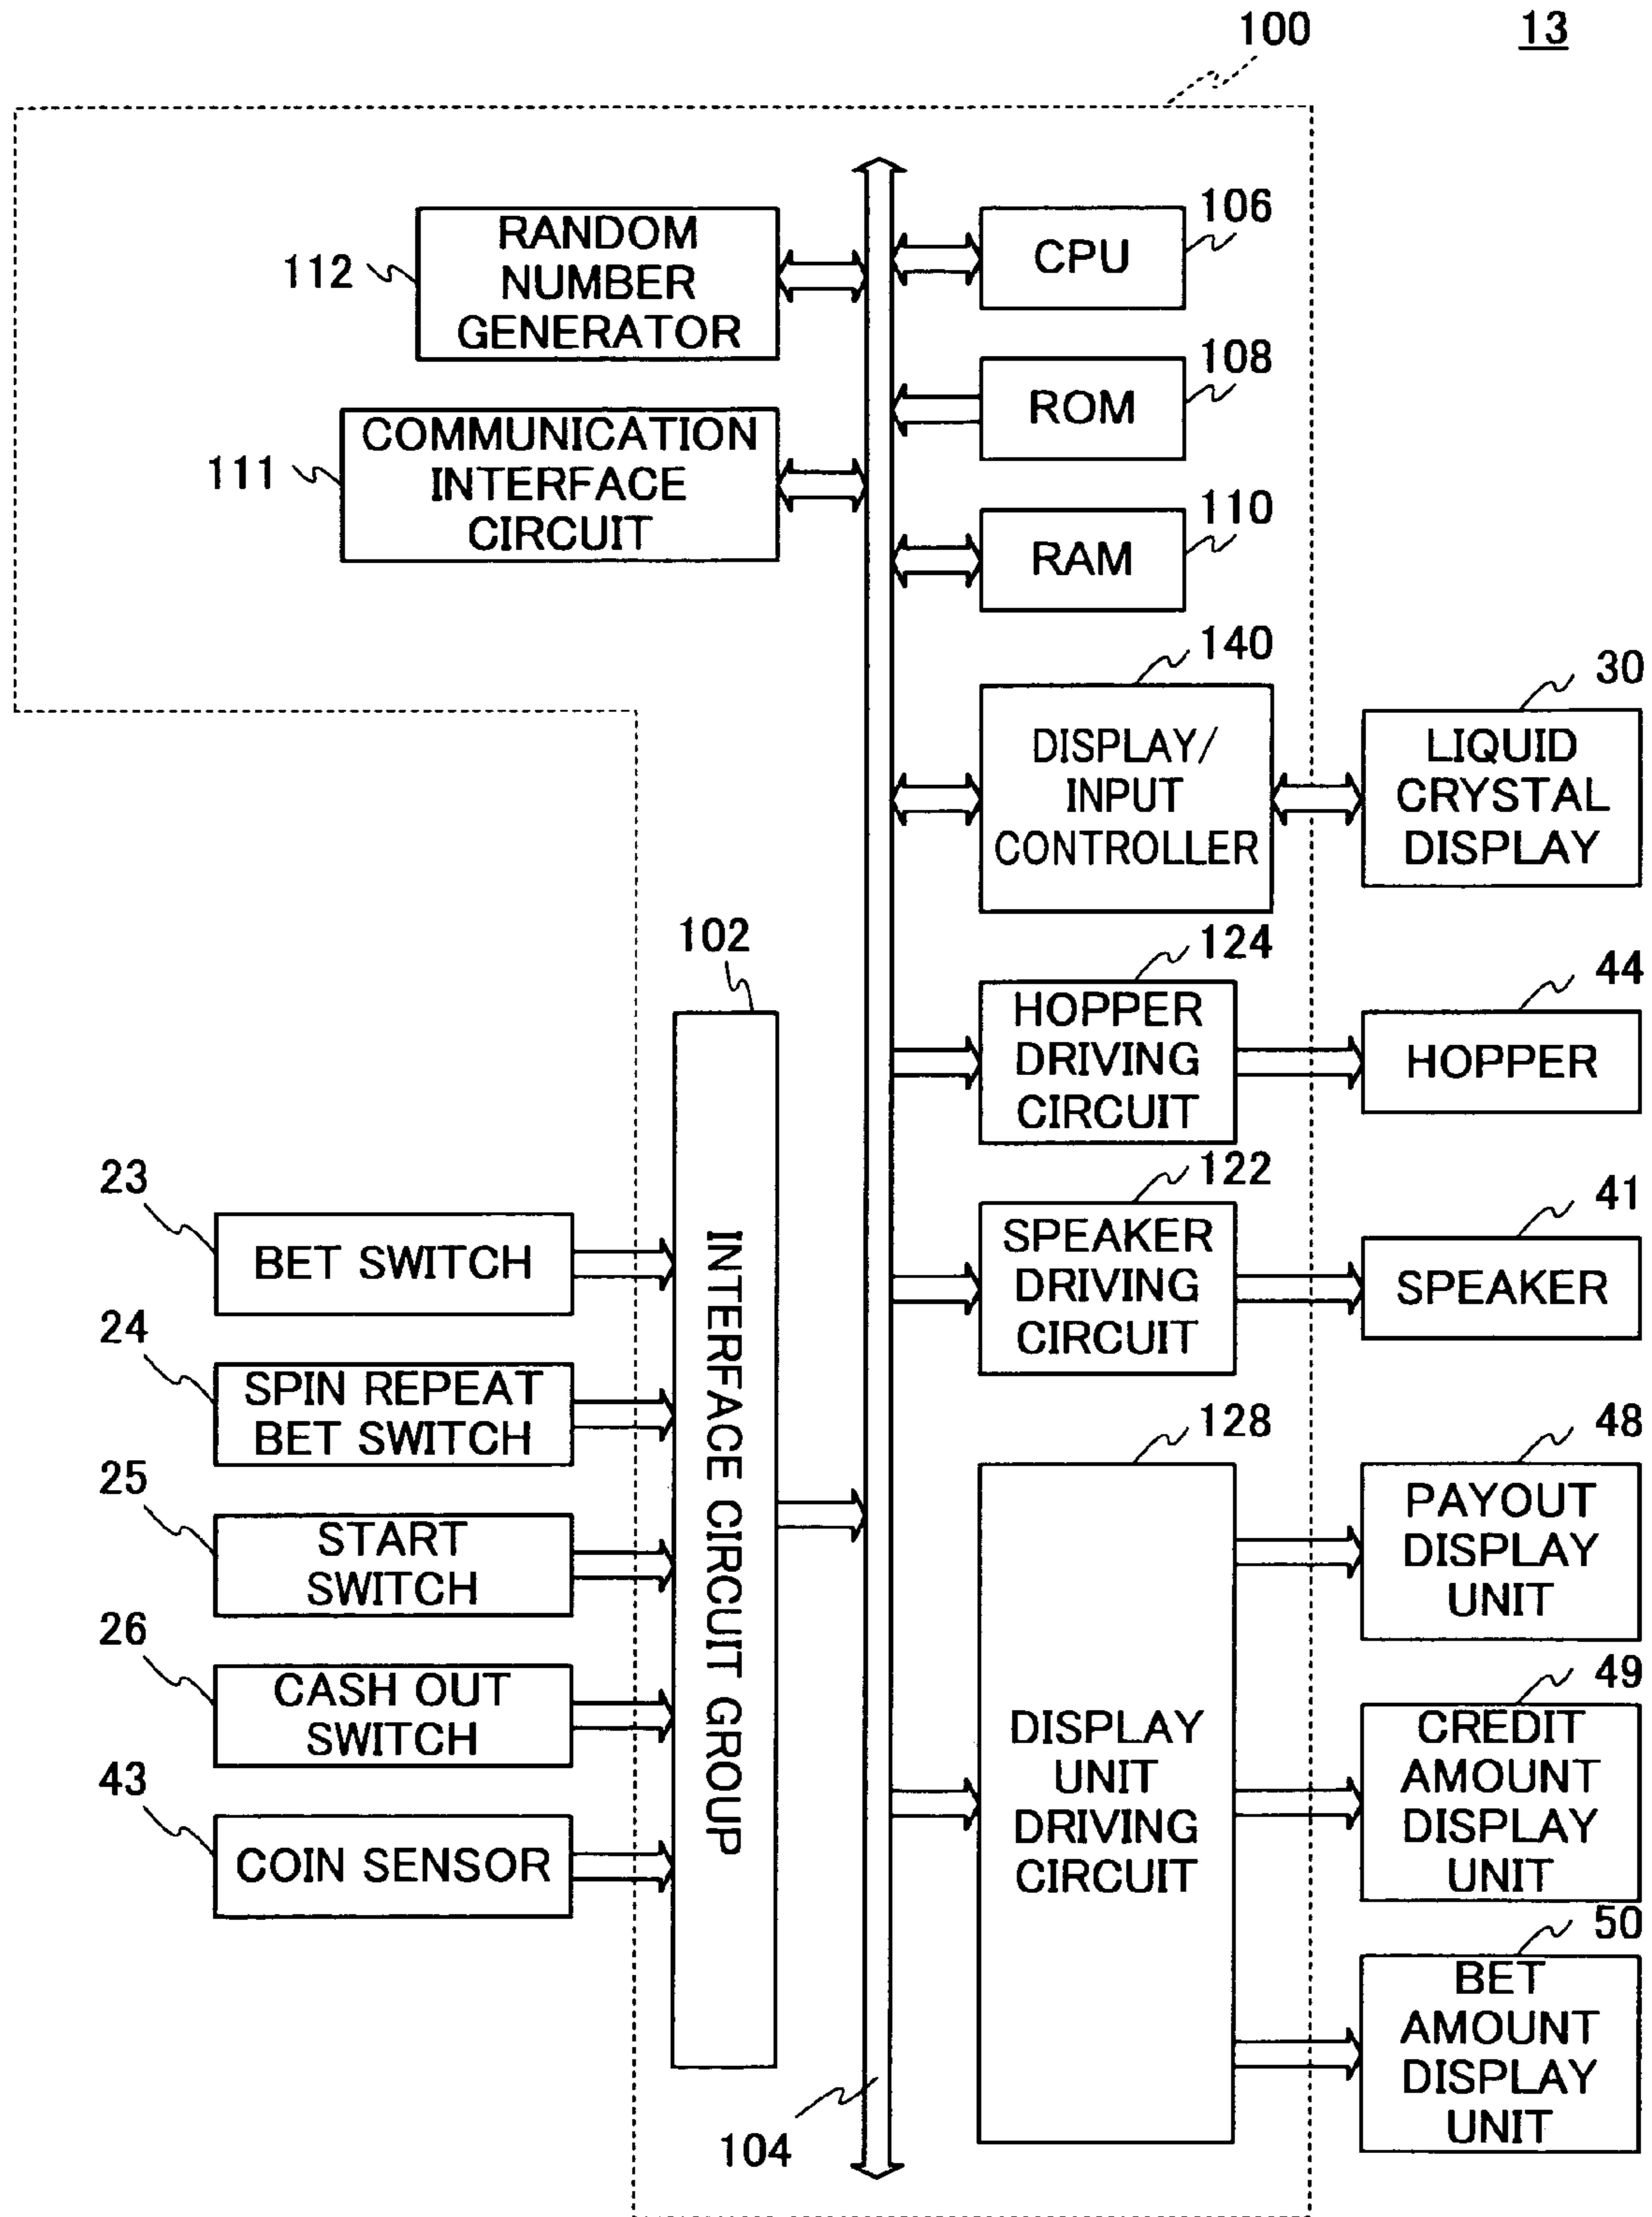 13
100
RANDOM
NUMBER
GENERATOR
112
CPU
106
ROM
108
COMMUNICATION
INTERFACE
CIRCUIT
111
RAM
110
140
DISPLAY/
INPUT
CONTROLLER
30
LIQUID
CRYSTAL
DISPLAY
102
INTERFACE CIRCUIT GROUP
124
HOPPER
DRIVING
CIRCUIT
44
HOPPER
23
BET SWITCH
122
SPEAKER
DRIVING
CIRCUIT
41
SPEAKER
24
SPIN REPEAT
BET SWITCH
25
START
SWITCH
26
CASH OUT
SWITCH
43
COIN SENSOR
128
DISPLAY
UNIT
DRIVING
CIRCUIT
48
PAYOUT
DISPLAY
UNIT
49
CREDIT
AMOUNT
DISPLAY
UNIT
50
BET
AMOUNT
DISPLAY
UNIT
104